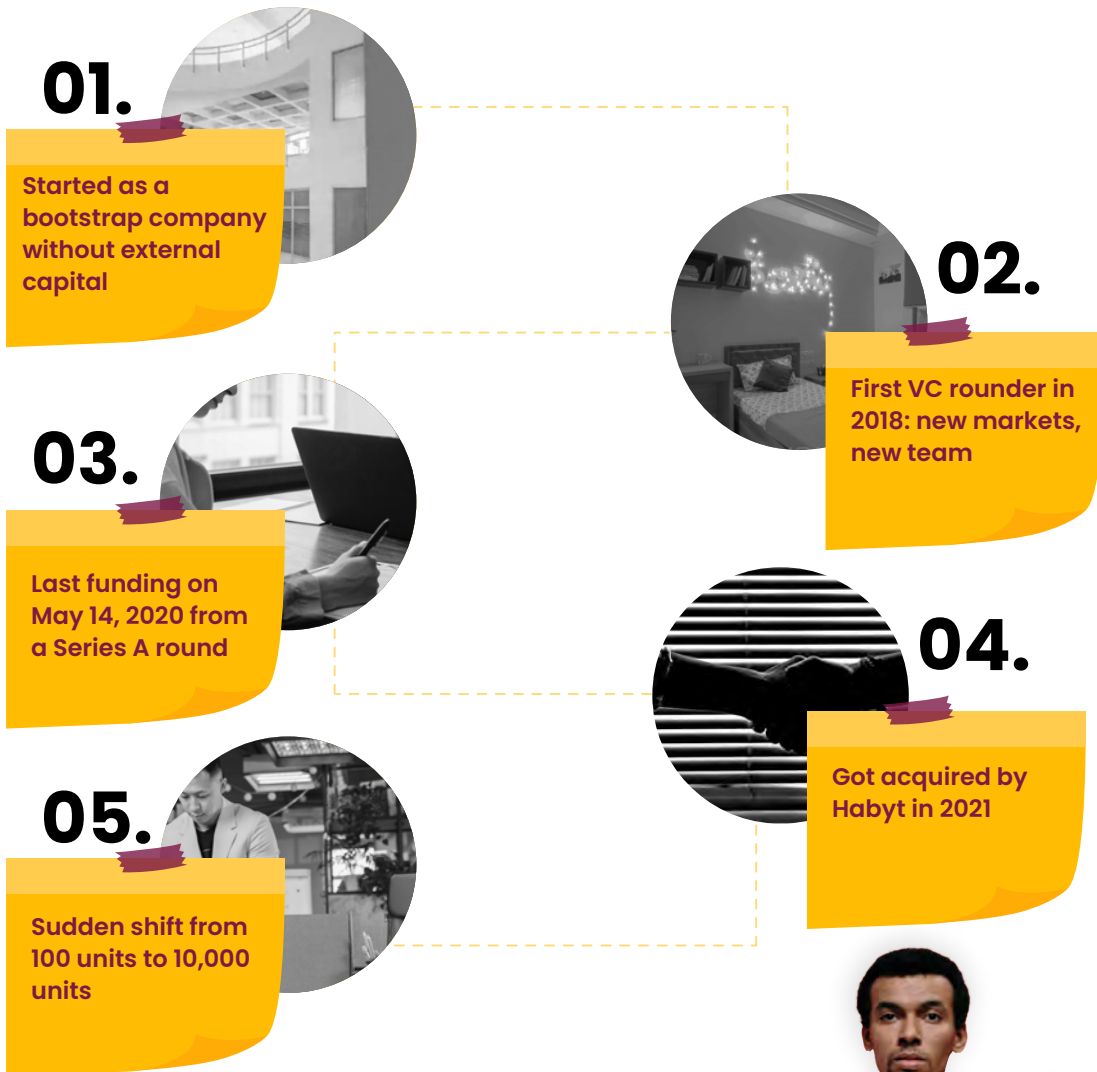 01.
Started as a
bootstrap company
without external
capital
02.
First VC rounder in
2018: new markets,
new team
03.
Last funding on
May 14, 2020 from
a Series A round
04.
Got acquired by
Habyt in 2021
05.
Sudden shift from
100 units to 10,000
units